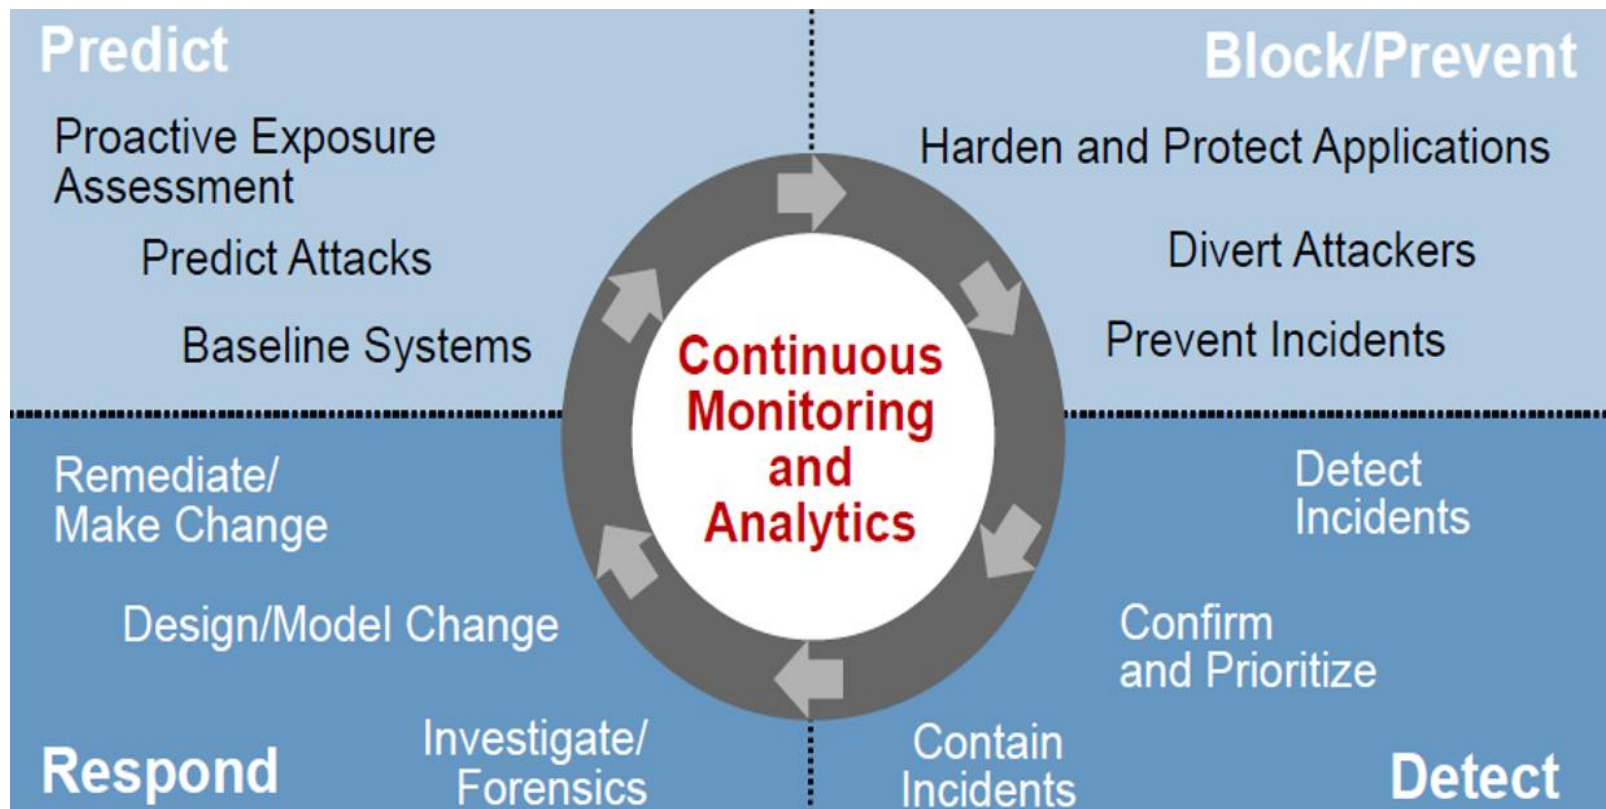 Predict
Proactive Exposure
Assessment
Predict Attacks
Baseline Systems
Block/Prevent
Harden and Protect Applications
Divert Attackers
Prevent Incidents
Continuous
Monitoring
and
Analytics
Remediate/
Make Change
Design/Model Change
Investigate/
Forensics
Respond
Detect
Incidents
Confirm
and Prioritize
Contain
Incidents
Detect